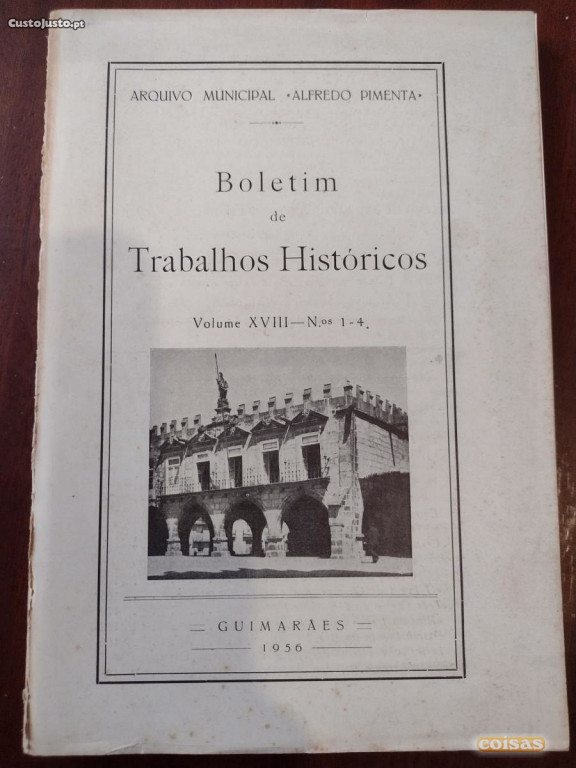 CustoJusto.pt
ARQUIVO MUNICIPAL «ALFREDO PIMENTA»
Boletim
de
Trabalhos Históricos
Volume XVIII—N.os 1-4.
GUIMARÃES
1956
coisas